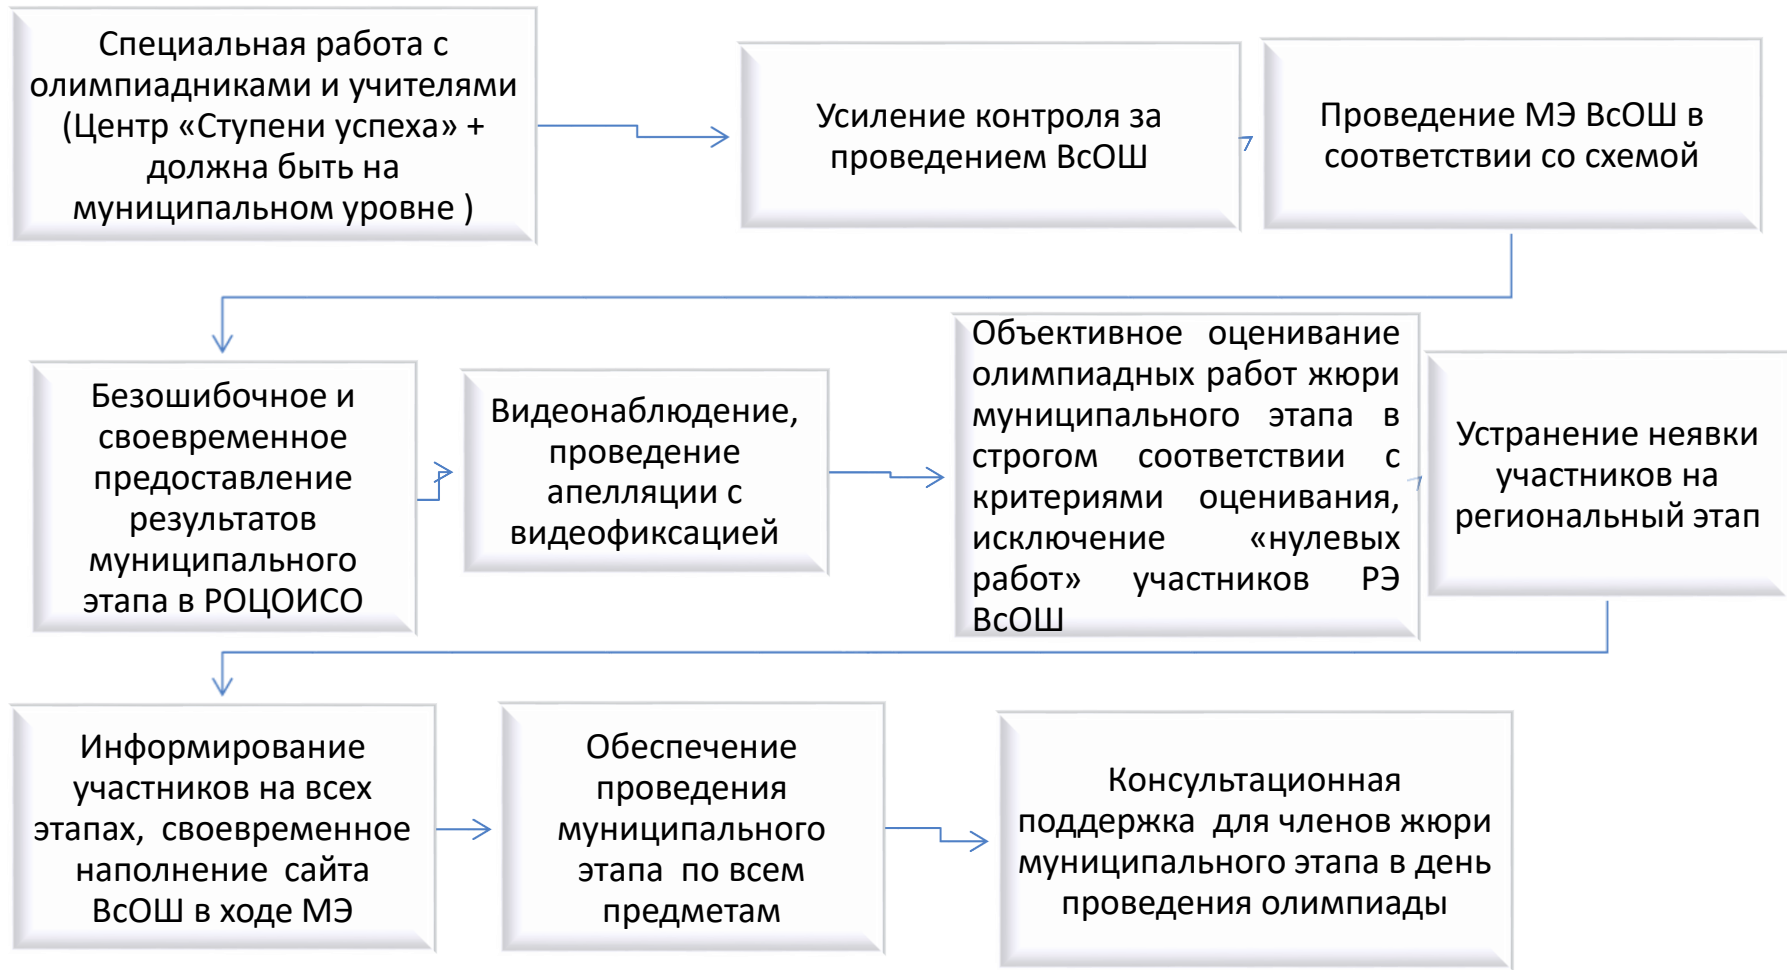 Специальная работа с
олимпиадниками и учителями
(Центр «Ступени успеха» +
должна быть на
муниципальном уровне )
Усиление контроля за
проведением ВсОШ
Проведение МЭ ВсОШ в
соответствии со схемой
Безошибочное и
своевременное
предоставление
результатов
муниципального
этапа в РОЦОИСО
Видеонаблюдение,
проведение
апелляции с
видеофиксацией
Объективное оценивание
олимпиадных работ жюри
муниципального этапа в
строгом соответствии с
критериями оценивания,
исключение «нулевых
работ» участников РЭ
ВсОШ
Устранение неявки
участников на
региональный этап
Информирование
участников на всех
этапах, своевременное
наполнение сайта
ВсОШ в ходе МЭ
Обеспечение
проведения
муниципального
этапа по всем
предметам
Консультационная
поддержка для членов жюри
муниципального этапа в день
проведения олимпиады